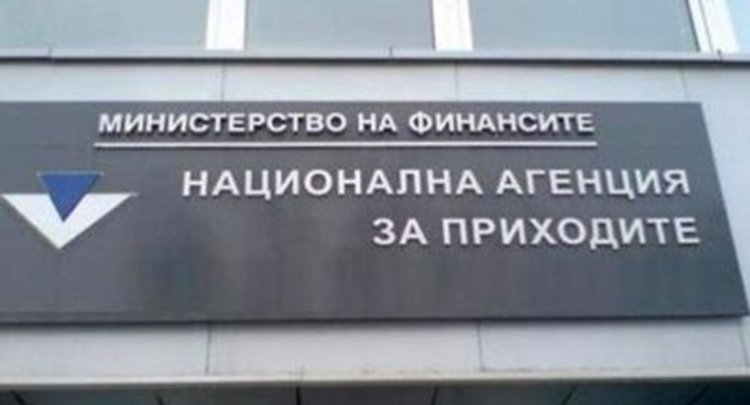 МИНИСТЕРСТВО НА ФИНАНСИТЕ
НАЦИОНАЛНА АГЕНЦИЯ
ЗА ПРИХОДИТЕ